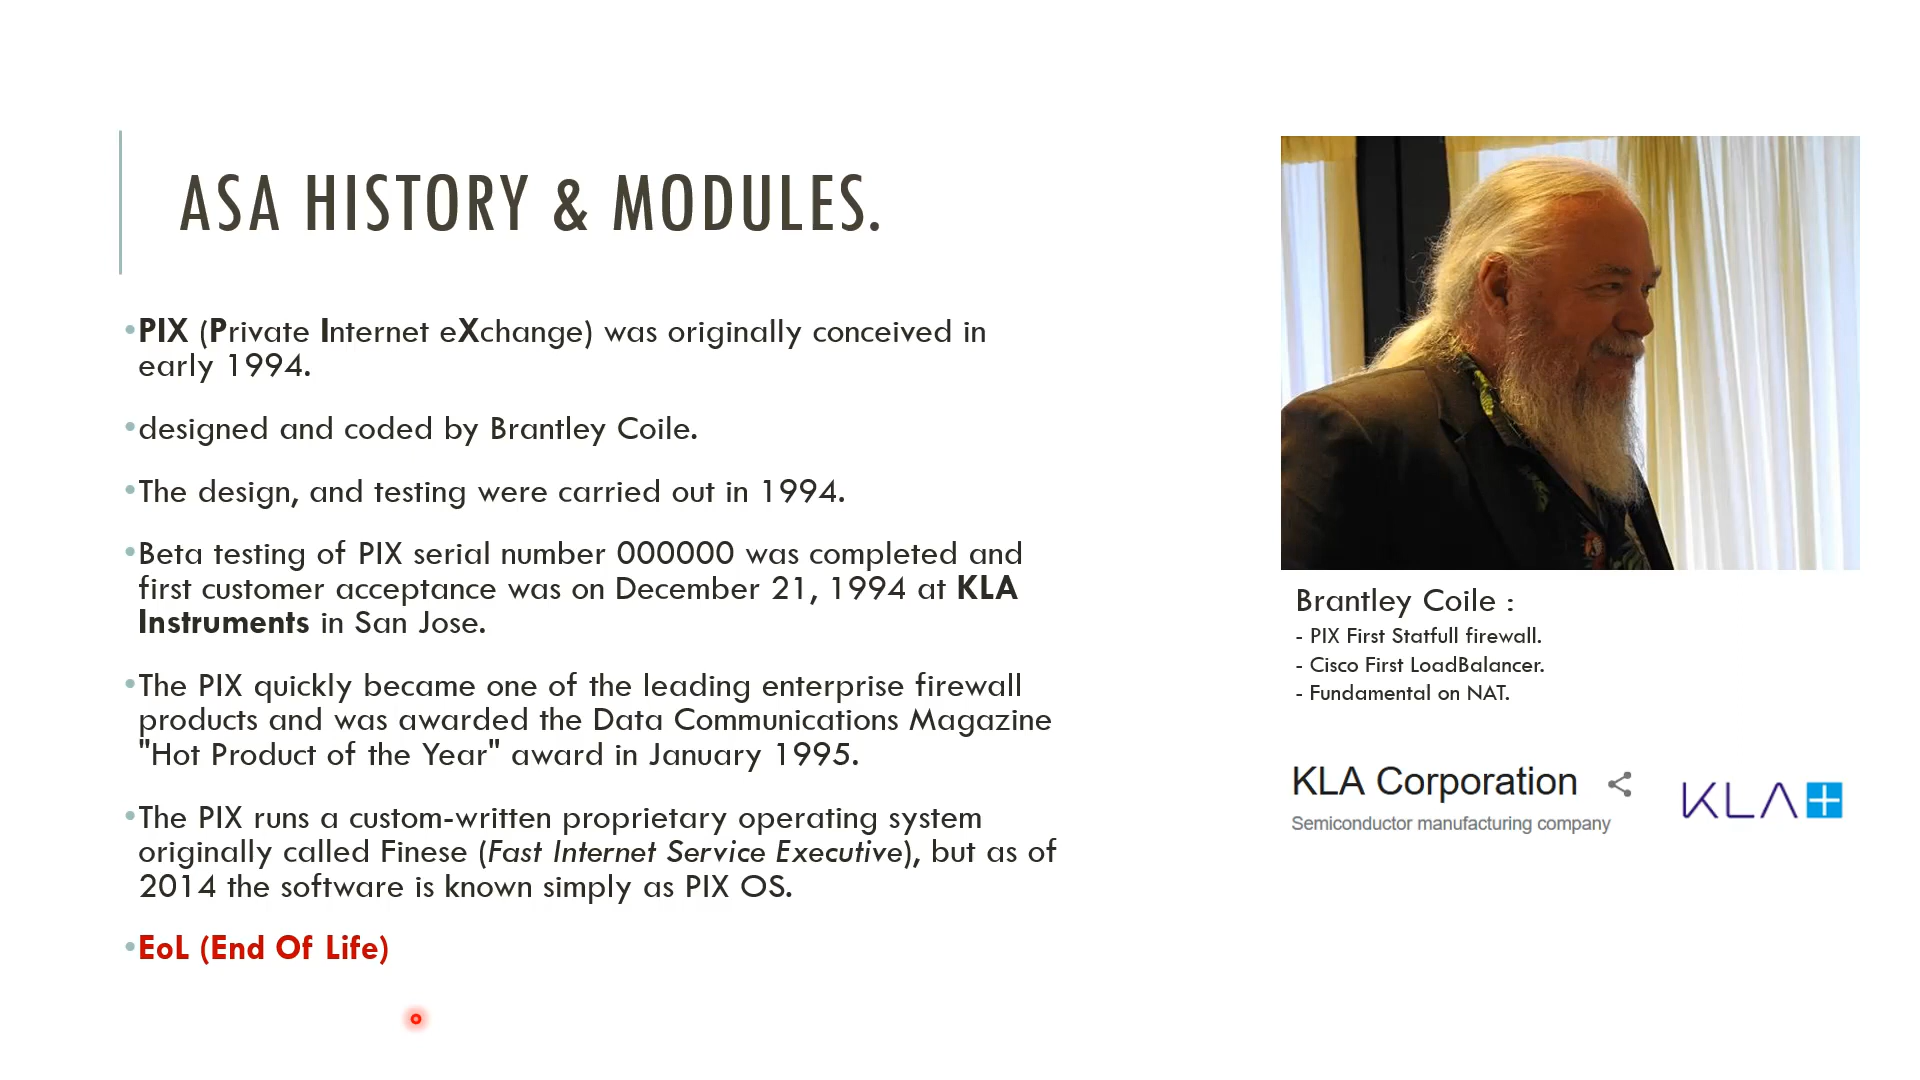 ASA HISTORY & MODULES.
•PIX (Private Internet eXchange) was originally conceived in
early 1994.
•designed and coded by Brantley Coile.
•The design, and testing were carried out in 1994.
•Beta testing of PIX serial number 000000 was completed and
first customer acceptance was on December 21, 1994 at KLA
Instruments in San Jose.
•The PIX quickly became one of the leading enterprise firewall
products and was awarded the Data Communications Magazine
"Hot Product of the Year" award in January 1995.
•The PIX runs a custom-written proprietary operating system
originally called Finese (Fast Internet Service Executive), but as of
2014 the software is known simply as PIX OS.
•EoL (End Of Life)
Brantley Coile :
- PIX First Statfull firewall.
- Cisco First LoadBalancer.
- Fundamental on NAT.
KLA Corporation
Semiconductor manufacturing company
KLA+